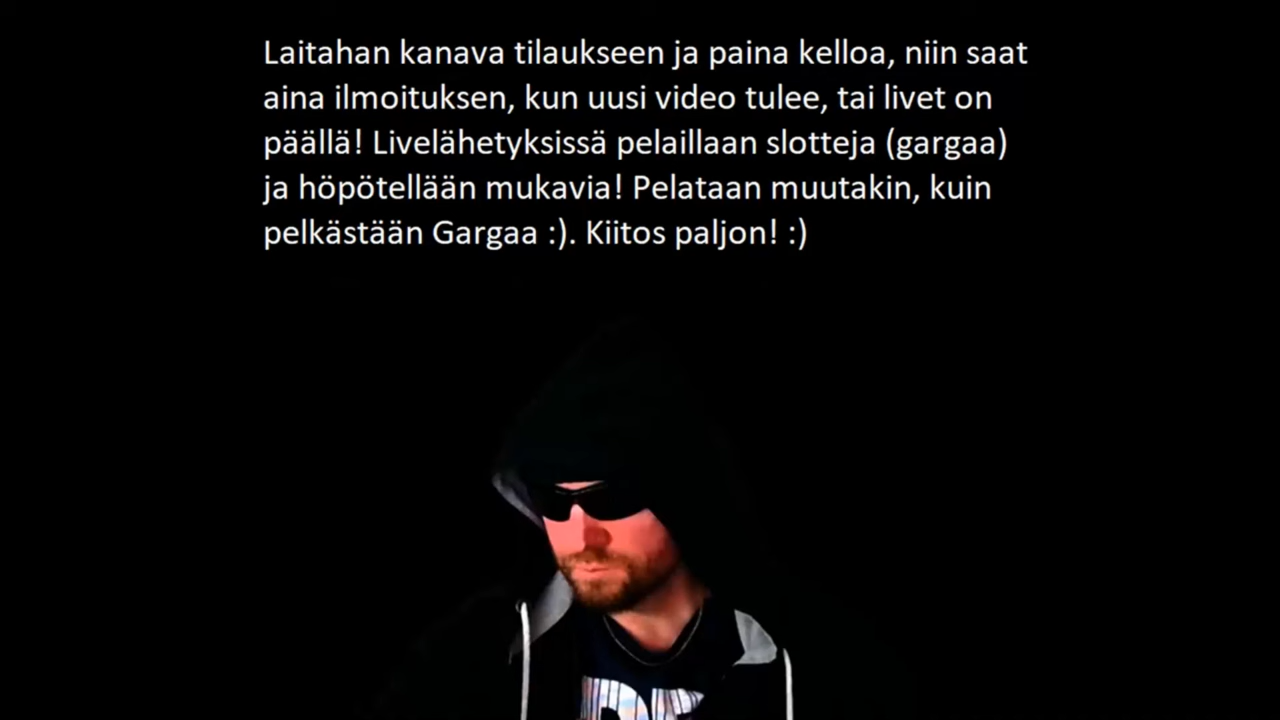 Laitahan kanava tilaukseen ja paina kelloa, niin saat
aina ilmoituksen, kun uusi video tulee, tai livet on
päällä! Livelähetyksissä pelaillaan slotteja (gargaa)
ja höpötellään mukavia! Pelataan muutakin, kuin
pelkästään Gargaa :). Kiitos paljon! :)